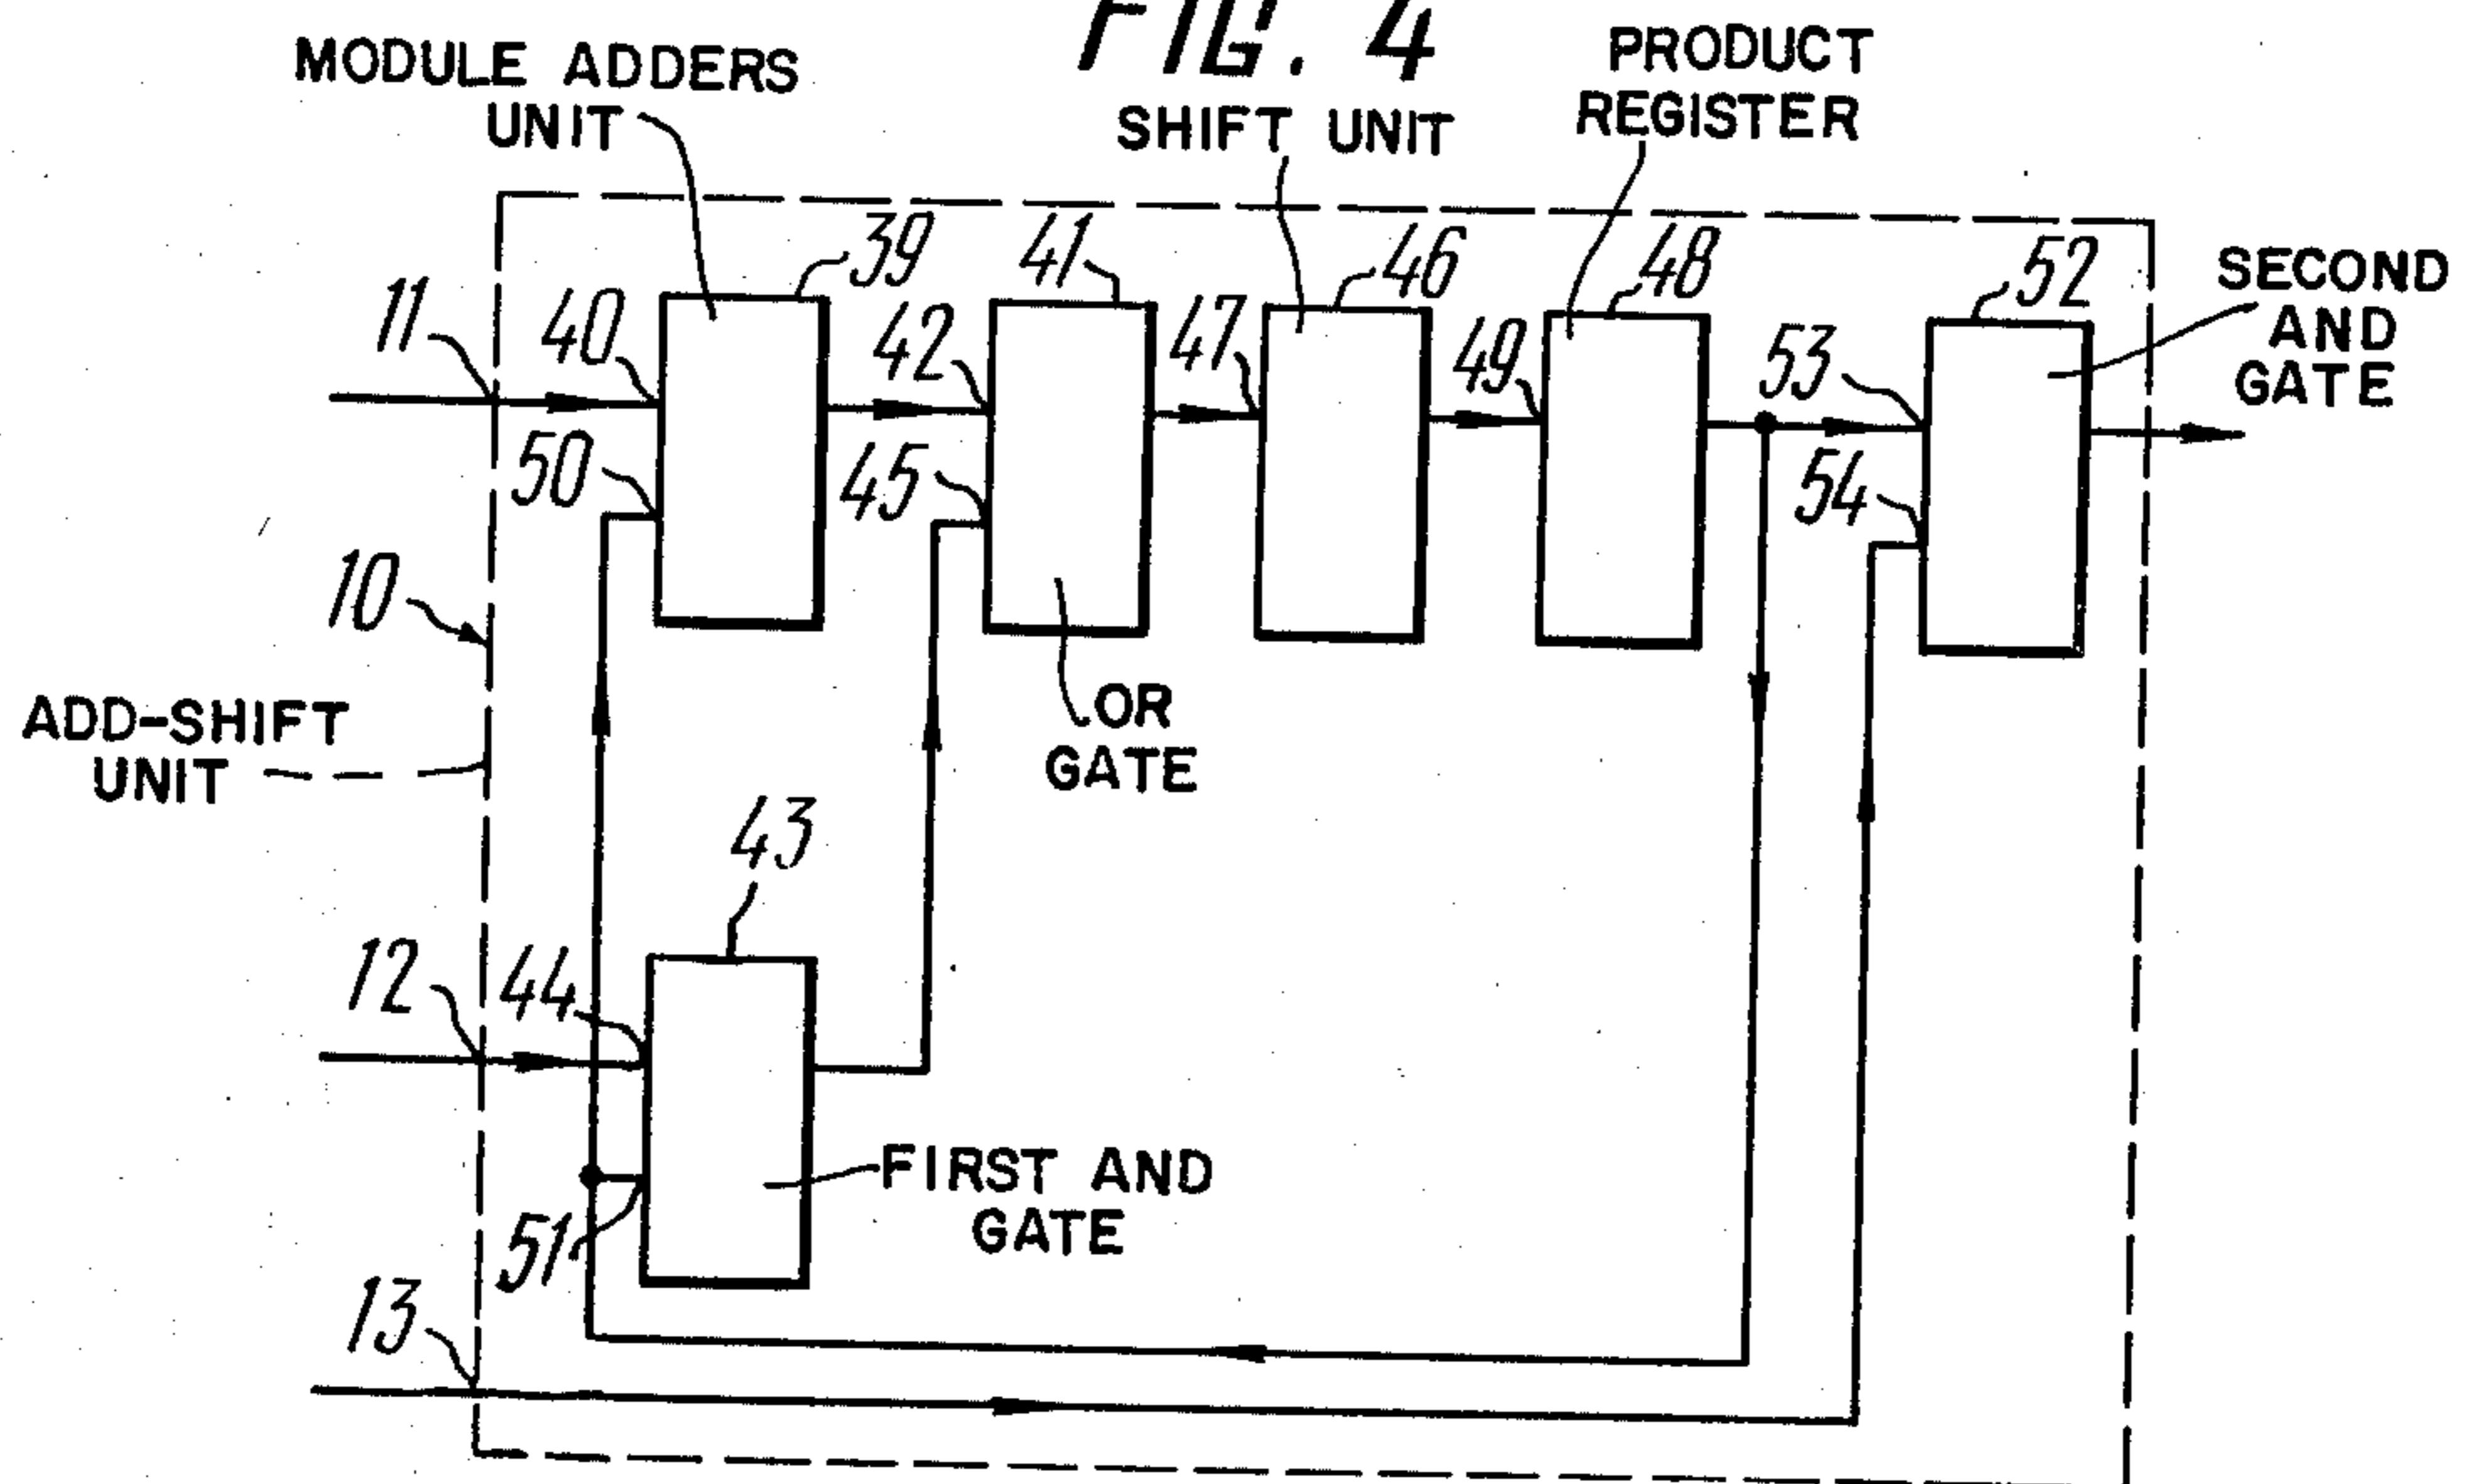 FIG. 4
MODULE ADDERS
UNIT
SHIFT UNIT
PRODUCT
REGISTER
39
41
46
48
52
SECOND
AND
GATE
11
40
42
47
49
53
50
45
54
10
OR
GATE
ADD-SHIFT
UNIT
43
12
44
FIRST AND
GATE
51
13